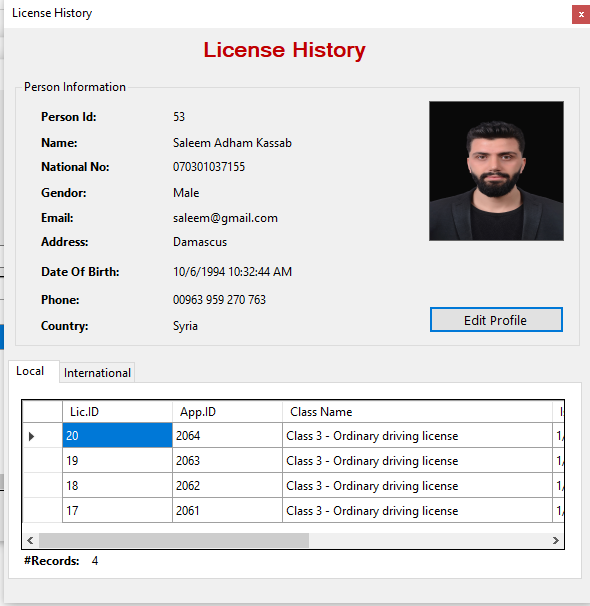 License History
x
License History
Person Information
Person Id: 53
Name: Saleem Adham Kassab
National No: 070301037155
Gendor: Male
Email: saleem@gmail.com
Address: Damascus
Date Of Birth: 10/6/1994 10:32:44 AM
Phone: 00963 959 270 763
Edit Profile
Country: Syria
Local International
Lic.ID App.ID Class Name
20 2064 Class 3 - Ordinary driving license 1/
19 2063 Class 3 - Ordinary driving license 1/
18 2062 Class 3 - Ordinary driving license 1/
17 2061 Class 3 - Ordinary driving license 1/
#Records: 4